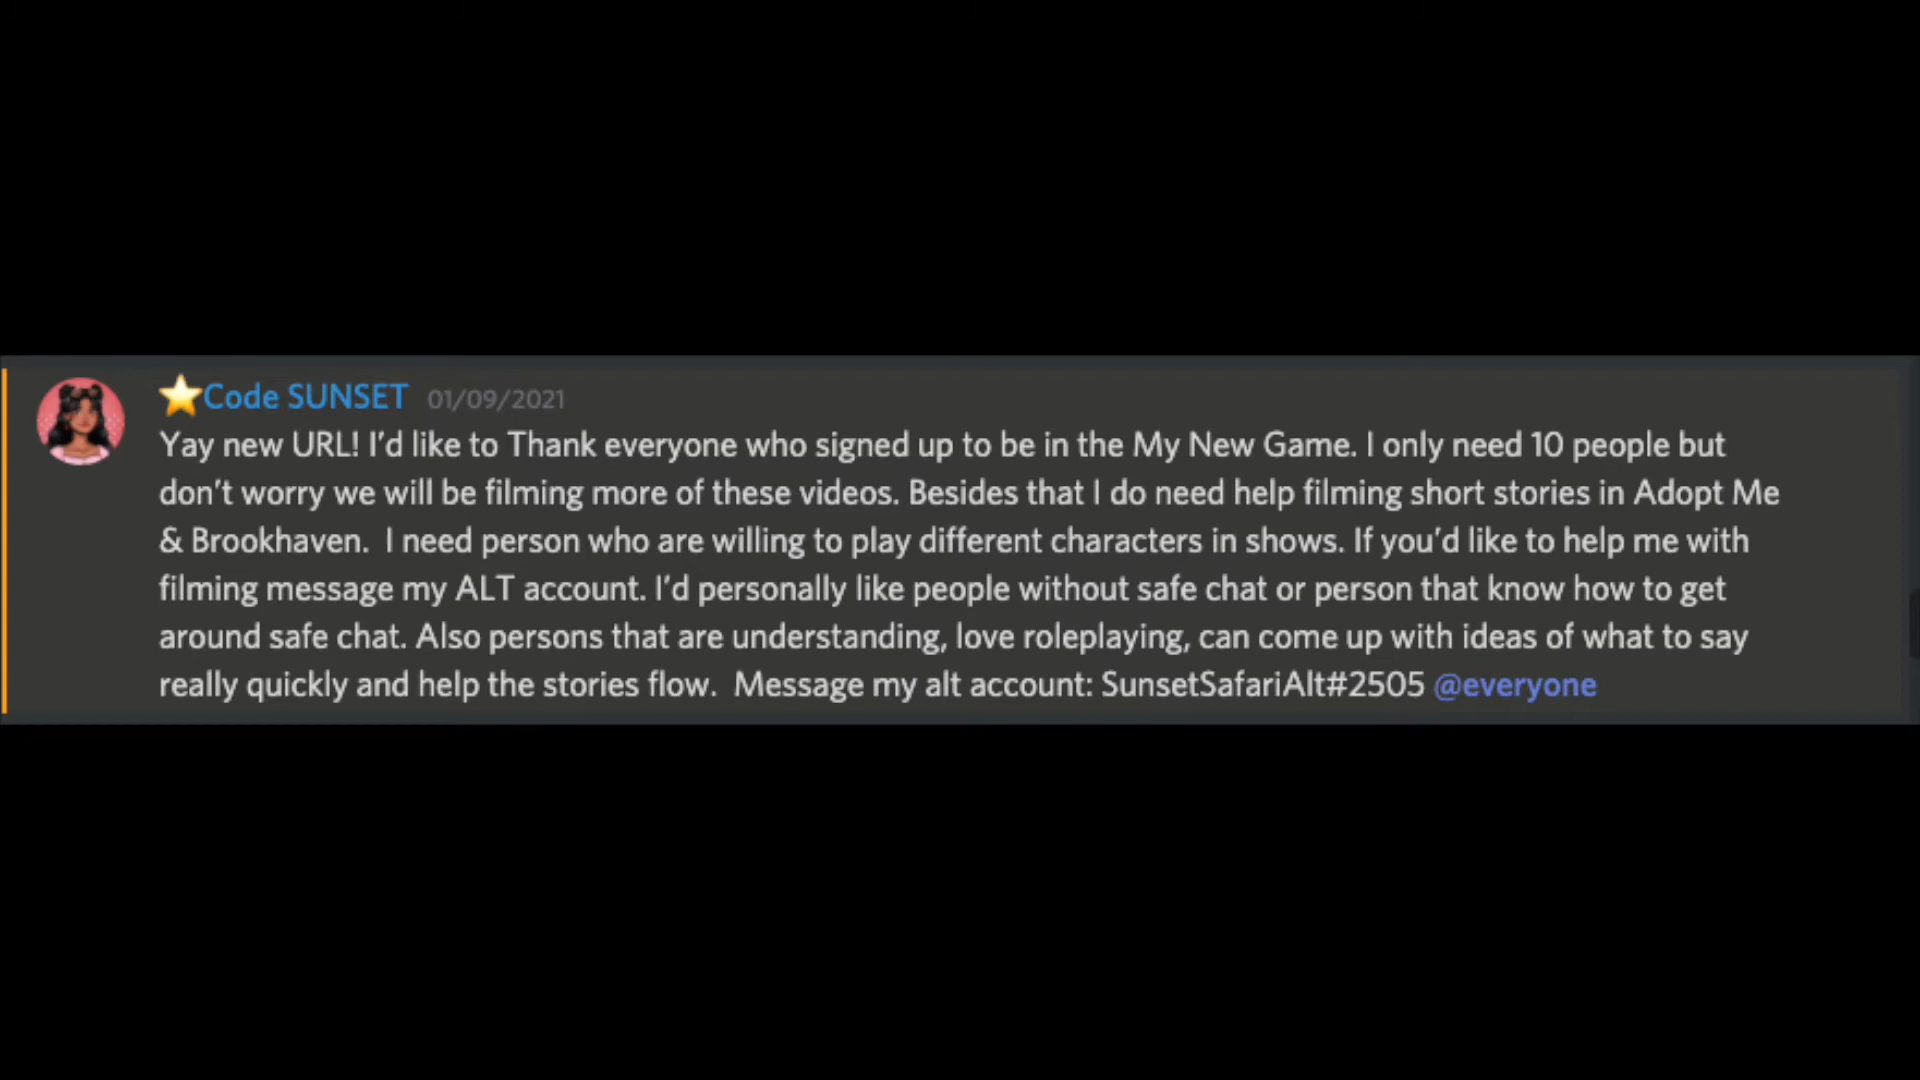 ⭐Code SUNSET 01/09/2021
Yay new URL! I'd like to Thank everyone who signed up to be in the My New Game. I only need 10 people but
don't worry we will be filming more of these videos. Besides that I do need help filming short stories in Adopt Me
& Brookhaven.  I need person who are willing to play different characters in shows. If you'd like to help me with
filming message my ALT account. I'd personally like people without safe chat or person that know how to get
around safe chat. Also persons that are understanding, love roleplaying, can come up with ideas of what to say
really quickly and help the stories flow.  Message my alt account: SunsetSafariAlt#2505 @everyone